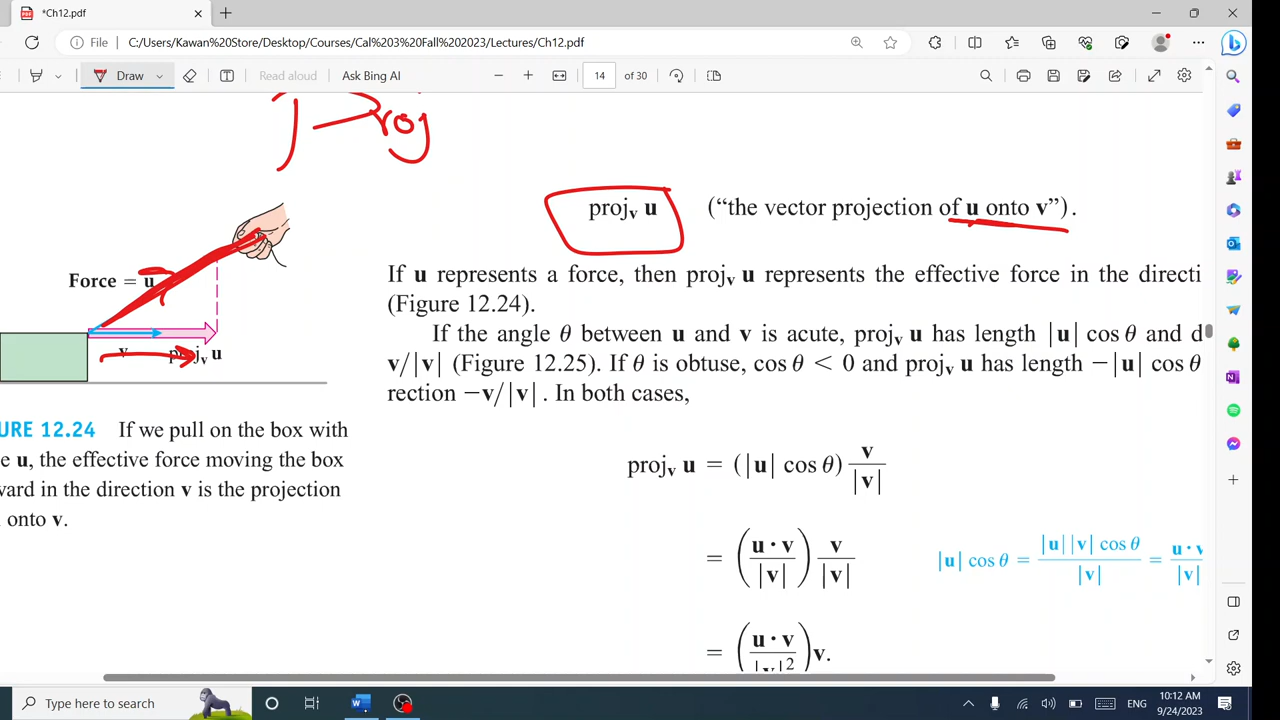 *Ch12.pdf
File C:/Users/Kawan%20Store/Desktop/Courses/Cal%203%20Fall%202023/Lectures/Ch12.pdf
Draw Read aloud Ask Bing AI 14 of 30
Proj
proj_v u ("the vector projection of u onto v").
Force = u
v proj_v u
If u represents a force, then proj_v u represents the effective force in the directi
(Figure 12.24).
If the angle θ between u and v is acute, proj_v u has length |u| cos θ and d
v/|v| (Figure 12.25). If θ is obtuse, cos θ < 0 and proj_v u has length −|u| cos θ
rection −v/|v|. In both cases,
URE 12.24 If we pull on the box with
e u, the effective force moving the box
ward in the direction v is the projection
onto v.
proj_v u = (|u| cos θ) v/|v|
= (u · v/|v|) v/|v| |u| cos θ = |u||v| cos θ/|v| = u · v/|v|
= (u · v/|v|²) v.
Type here to search
ENG
10:12 AM
9/24/2023